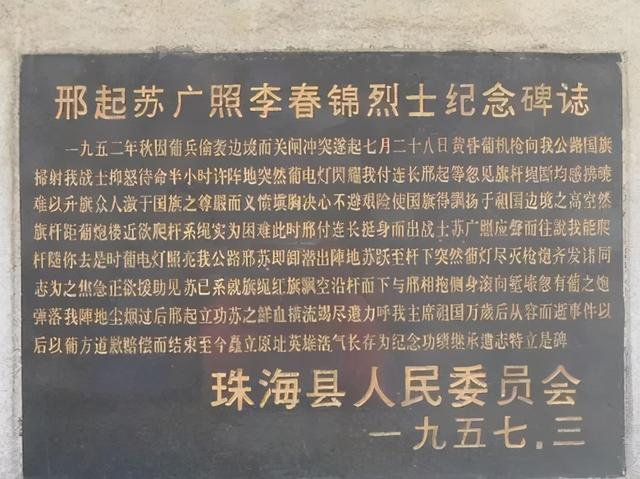 邢起苏广照李春锦烈士纪念碑誌
一九五二年秋因葡兵偷袭边境而关闸冲突遂起七月二十八日黄昏葡机枪向我公路国旗
掃射我战士抑怒待命半小时许阵地突然葡电灯閃耀我付连长邢起等忽见旗杆绳断均感拂晓
难以升旗众人激于国旗之尊严而义愤填胸决心不避艰险使国旗得飘扬于祖国边境之高空然
旗杆距葡炮楼近欲爬杆系绳实为困难此时邢付连长挺身而出战士苏广照应声而往說我能爬
杆随你去是时葡电灯照亮我公路邢苏即卸潜出陣地苏跃至杆下突然葡灯尽灭枪炮齐发诸同
志为之焦急正欲援助见苏已系就旗绳红旗飘空沿杆而下与邢相抱侧身滚向堑壕忽有葡之炮
弹落我陣地尘烟过后邢起立功苏之鲜血横流竭尽遺力呼我主席祖国万歲后从容而逝事件以
后以葡方道歉赔偿而结束至今矗立原址英雄浩气长存为纪念功绩继承遗志特立是碑
珠海县人民委员会
一九五七.三